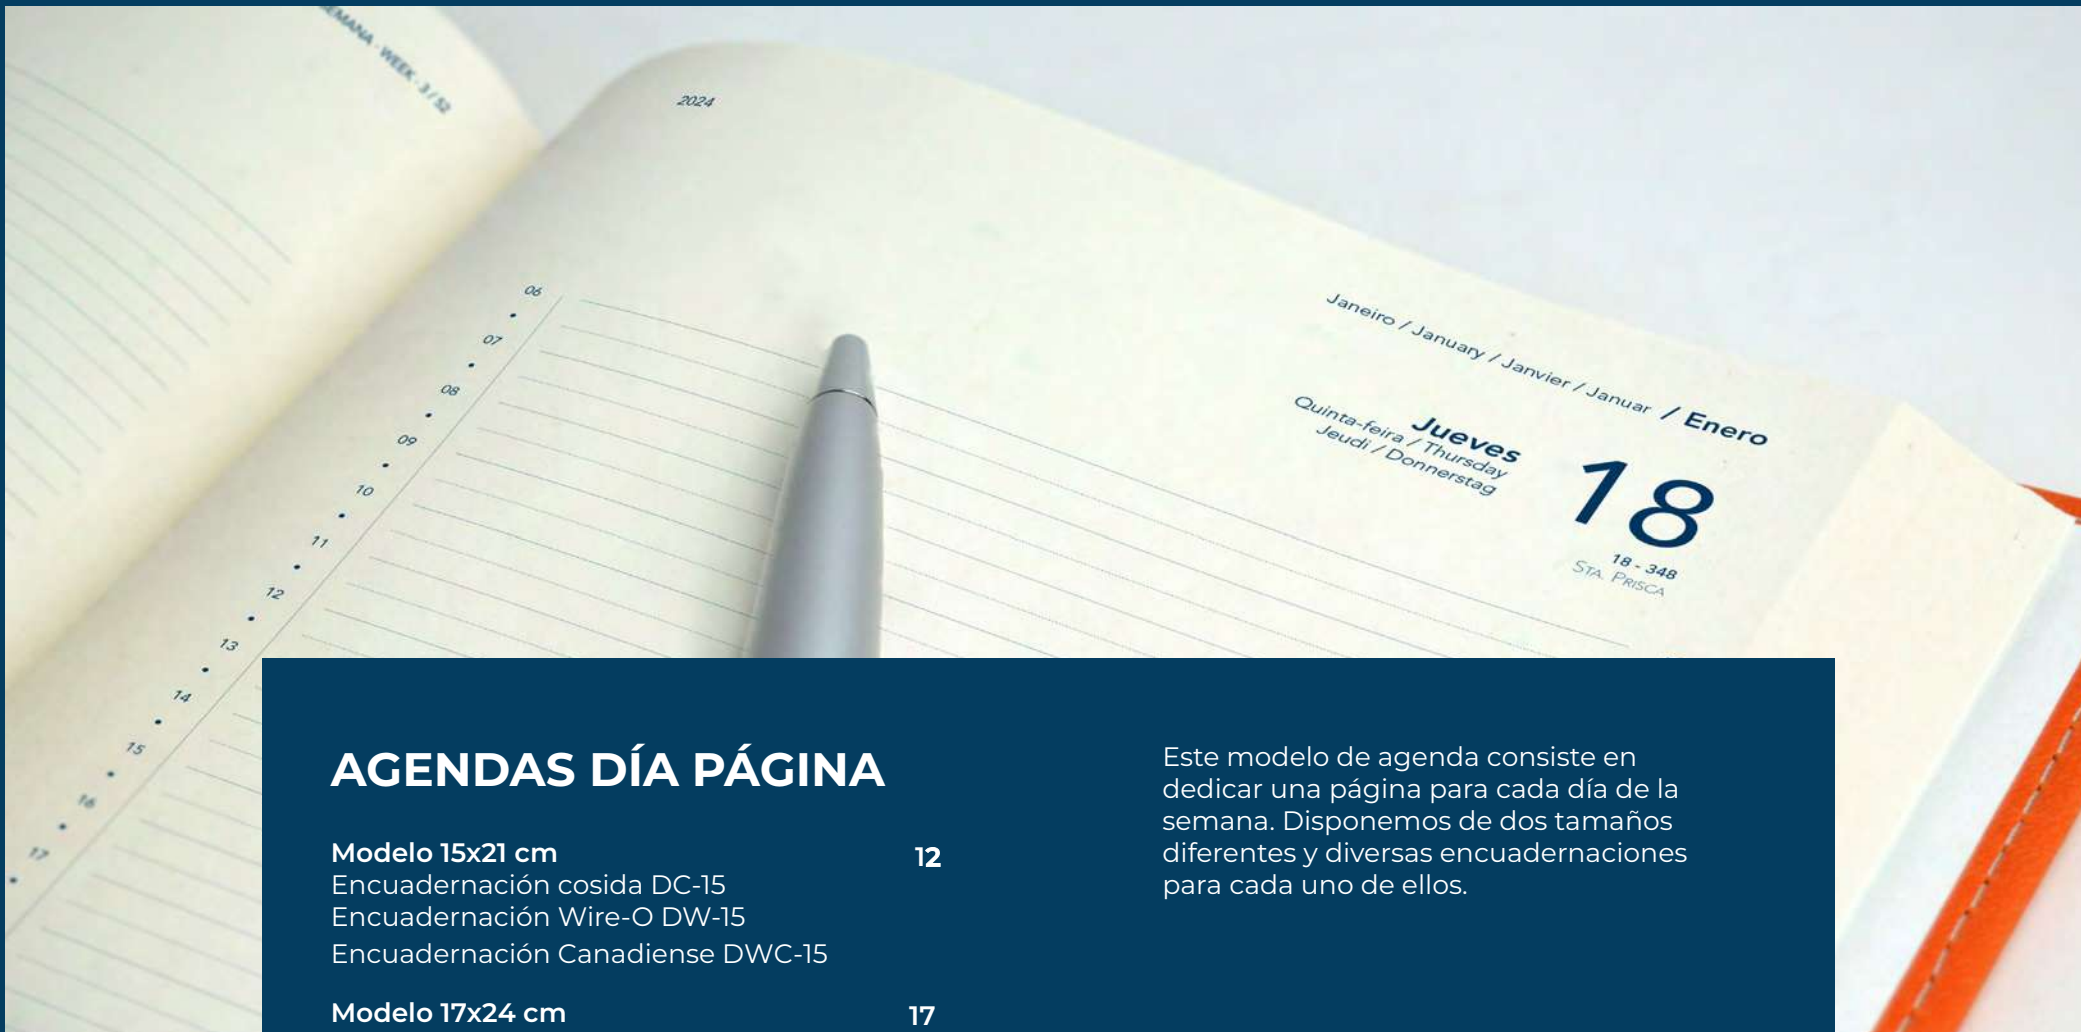 SEMANA · WEEK · 3 / 52
2024
Janeiro / January / Janvier / Januar / Enero
Jueves
Quinta-feira / Thursday
Jeudi / Donnerstag
18
18 - 348
STA. PRISCA
06
07
08
09
10
11
12
13
14
15
16
17
AGENDAS DÍA PÁGINA
Modelo 15x21 cm 12
Encuadernación cosida DC-15
Encuadernación Wire-O DW-15
Encuadernación Canadiense DWC-15
Modelo 17x24 cm 17
Este modelo de agenda consiste en
dedicar una página para cada día de la
semana. Disponemos de dos tamaños
diferentes y diversas encuadernaciones
para cada uno de ellos.